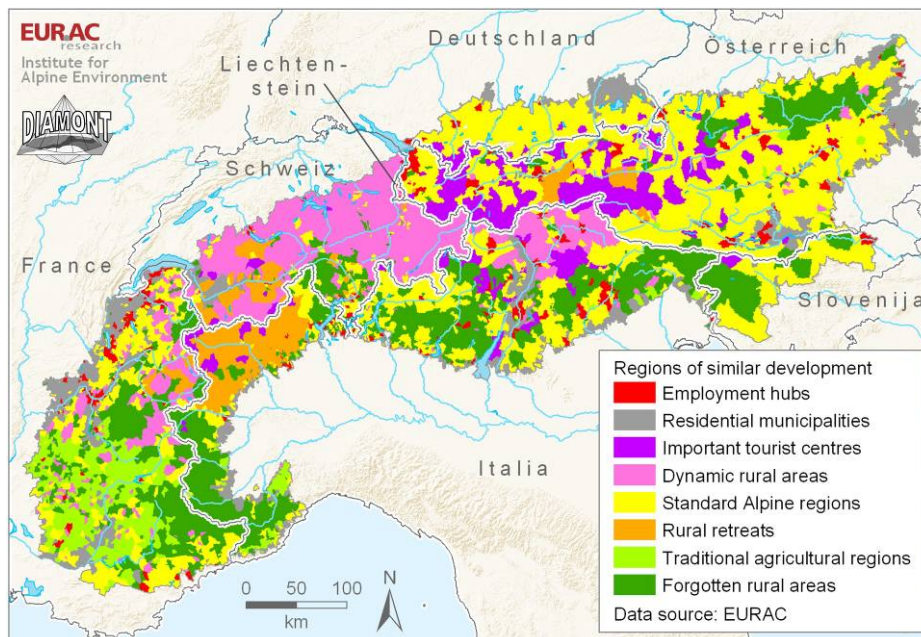 EURAC
research
Institute for
Alpine Environment
DIAMONT
Deutschland
Österreich
Liechten-
stein
Schweiz
France
Slovenija
Italia
Regions of similar development
Employment hubs
Residential municipalities
Important tourist centres
Dynamic rural areas
Standard Alpine regions
Rural retreats
Traditional agricultural regions
Forgotten rural areas
Data source: EURAC
0 50 100
km
N